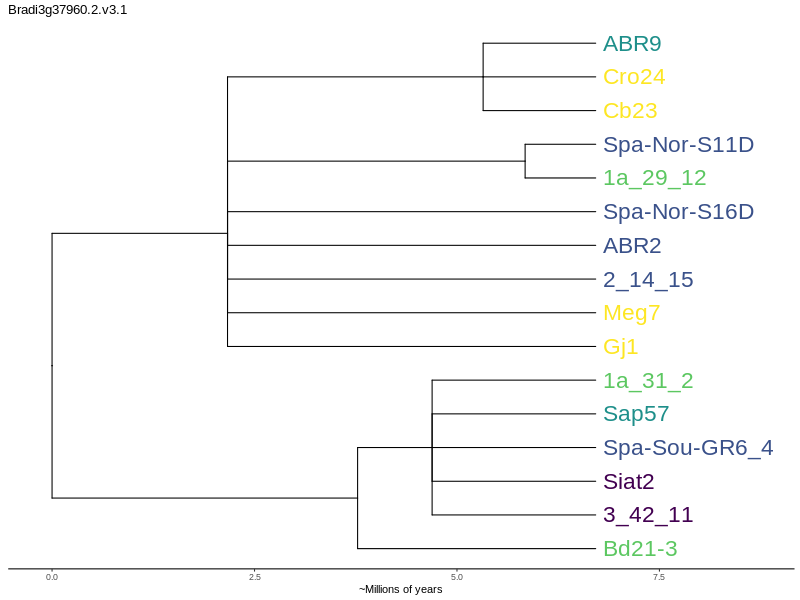 Bradi3g37960.2.v3.1
ABR9
Cro24
Cb23
Spa-Nor-S11D
1a_29_12
Spa-Nor-S16D
ABR2
2_14_15
Meg7
Gj1
1a_31_2
Sap57
Spa-Sou-GR6_4
Siat2
3_42_11
Bd21-3
0.0 2.5 5.0 7.5
~Millions of years